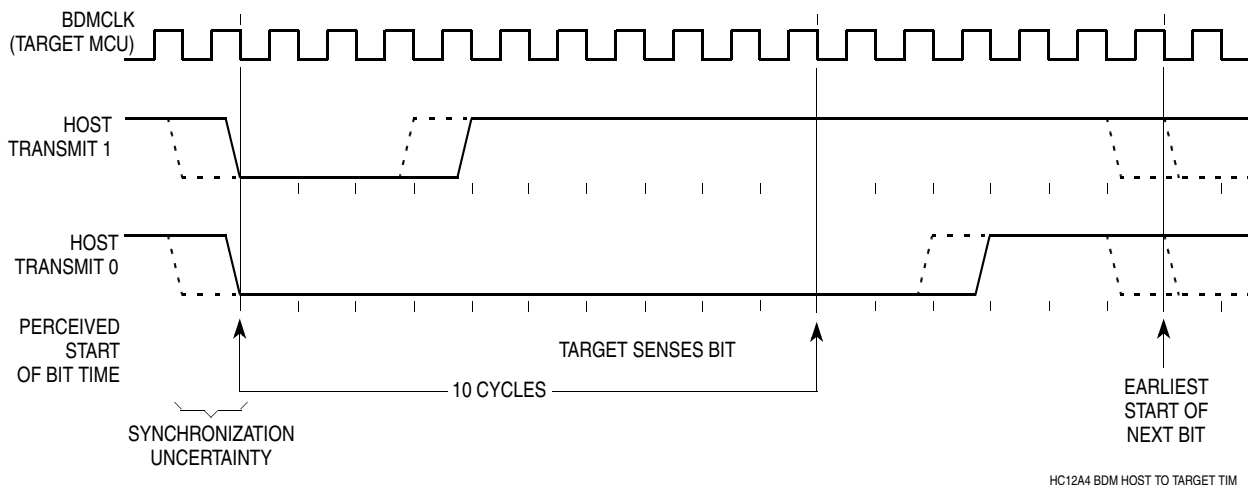 BDMCLK
(TARGET MCU)
HOST
TRANSMIT 1
HOST
TRANSMIT 0
PERCEIVED
START
OF BIT TIME
TARGET SENSES BIT
10 CYCLES
EARLIEST
START OF
NEXT BIT
SYNCHRONIZATION
UNCERTAINTY
HC12A4 BDM HOST TO TARGET TIM